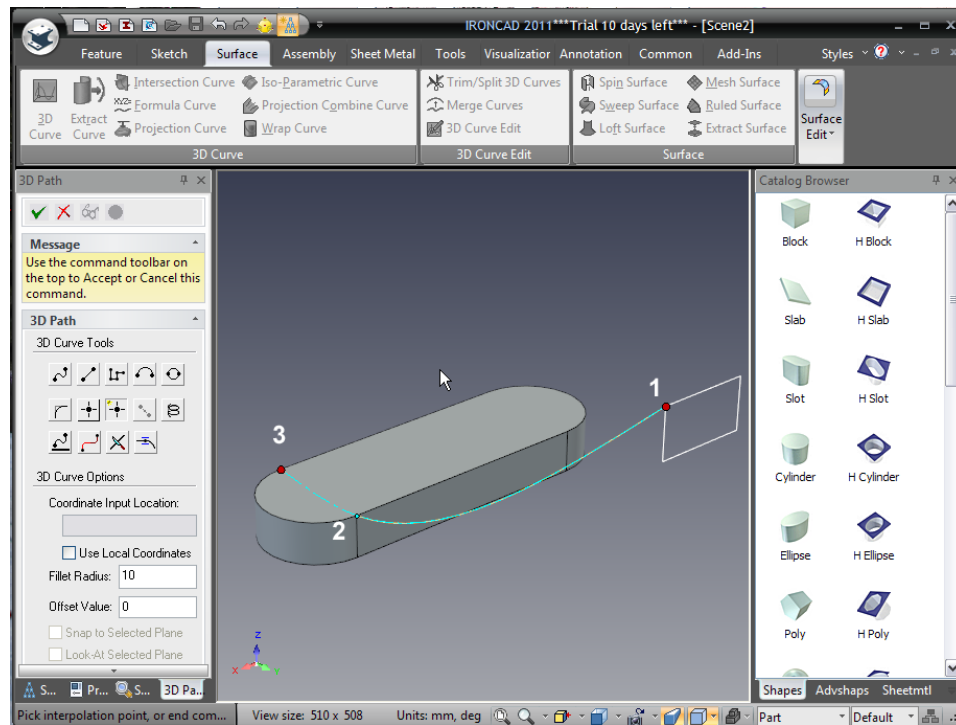 IRONCAD 2011***Trial 10 days left*** - [Scene2]
Feature Sketch Surface Assembly Sheet Metal Tools Visualizatior Annotation Common Add-Ins Styles
3D Curve
Extract Curve
Intersection Curve
Formula Curve
Projection Curve
Iso-Parametric Curve
Projection Combine Curve
Wrap Curve
3D Curve
Trim/Split 3D Curves
Merge Curves
3D Curve Edit
3D Curve Edit
Spin Surface
Sweep Surface
Loft Surface
Mesh Surface
Ruled Surface
Extract Surface
Surface
Surface Edit
3D Path
Message
Use the command toolbar on
the top to Accept or Cancel this
command.
3D Path
3D Curve Tools
3D Curve Options
Coordinate Input Location:
Use Local Coordinates
Fillet Radius: 10
Offset Value: 0
Snap to Selected Plane
Look-At Selected Plane
S... Pr... S... 3D Pa...
1
3
2
z
x
Catalog Browser
Block H Block
Slab H Slab
Slot H Slot
Cylinder H Cylinder
Ellipse H Ellipse
Poly H Poly
Shapes Advshaps Sheetmtl
Pick interpolation point, or end com... View size: 510 x 508 Units: mm, deg Part Default